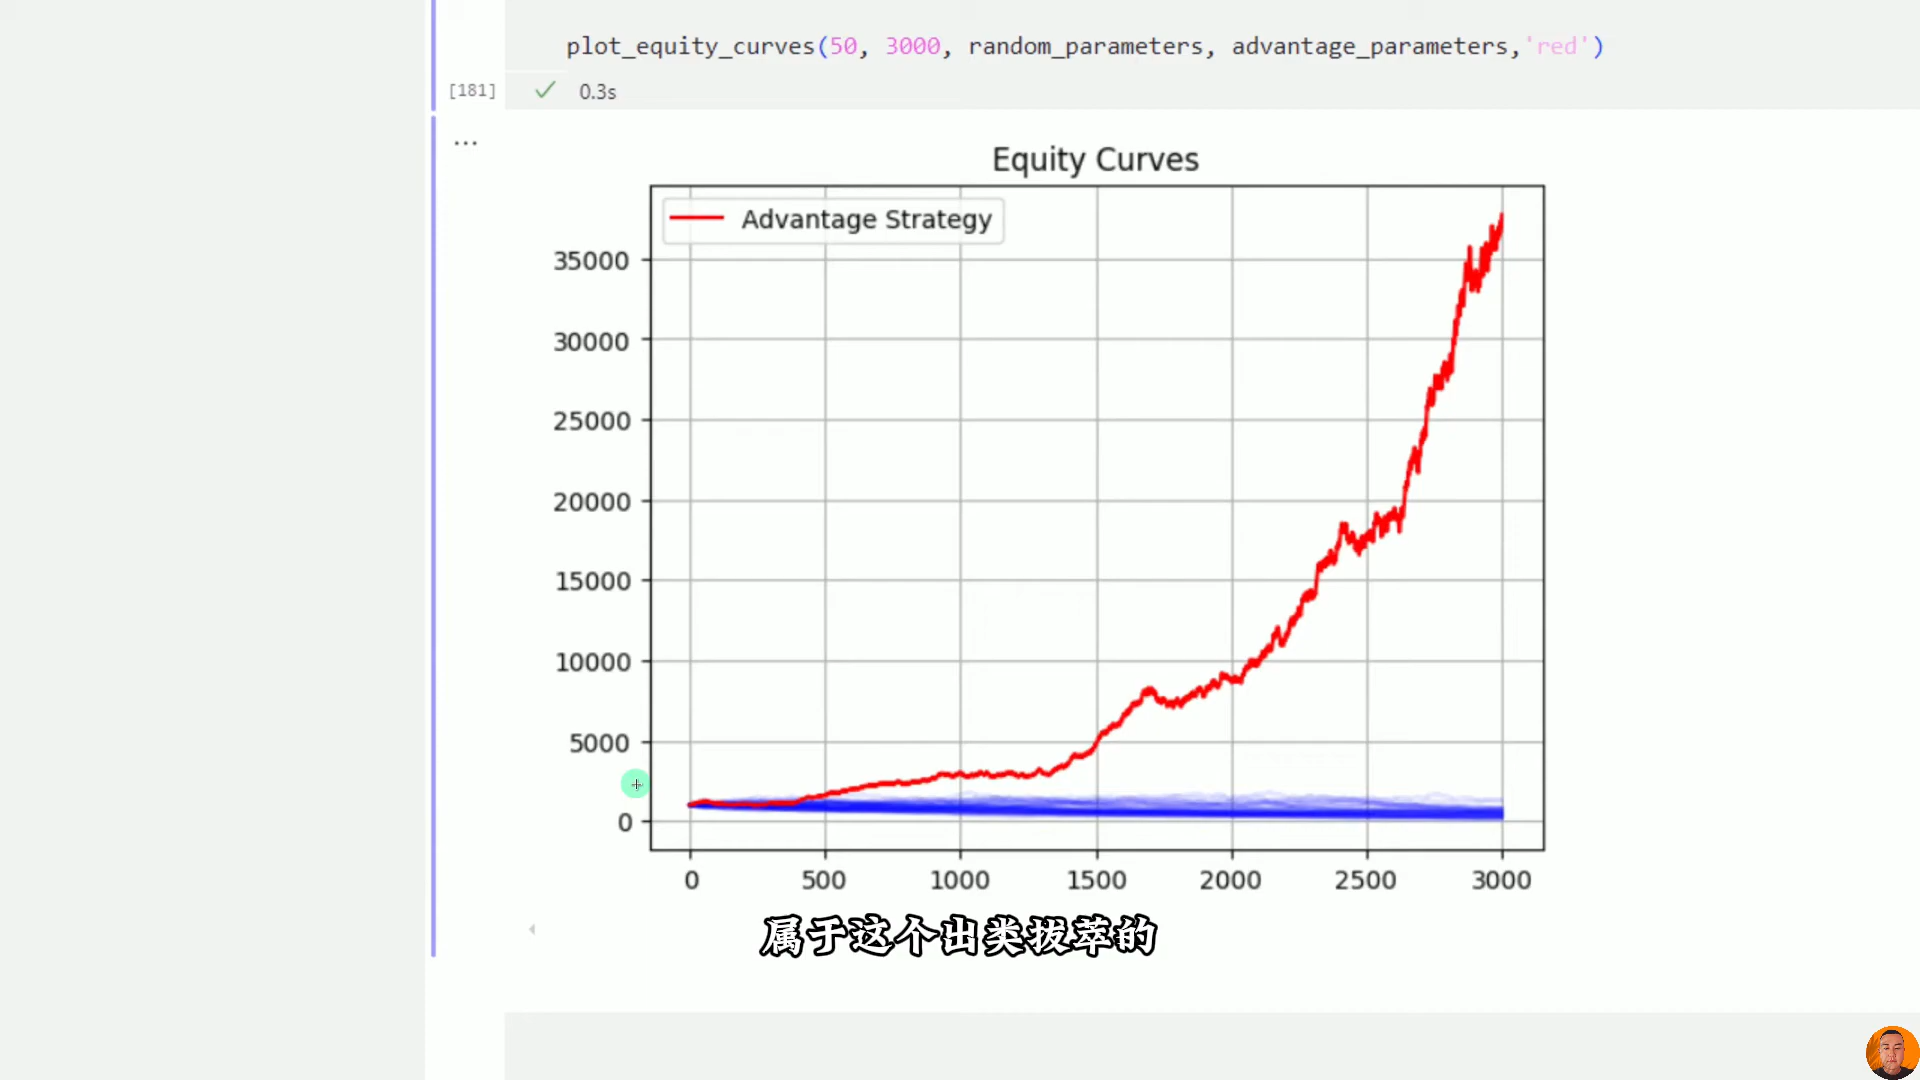 plot_equity_curves(50, 3000, random_parameters, advantage_parameters,'red')
[181]
0.3s
...
Equity Curves
Advantage Strategy
35000
30000
25000
20000
15000
10000
5000
0
0 500 1000 1500 2000 2500 3000
属于这个出类拔萃的